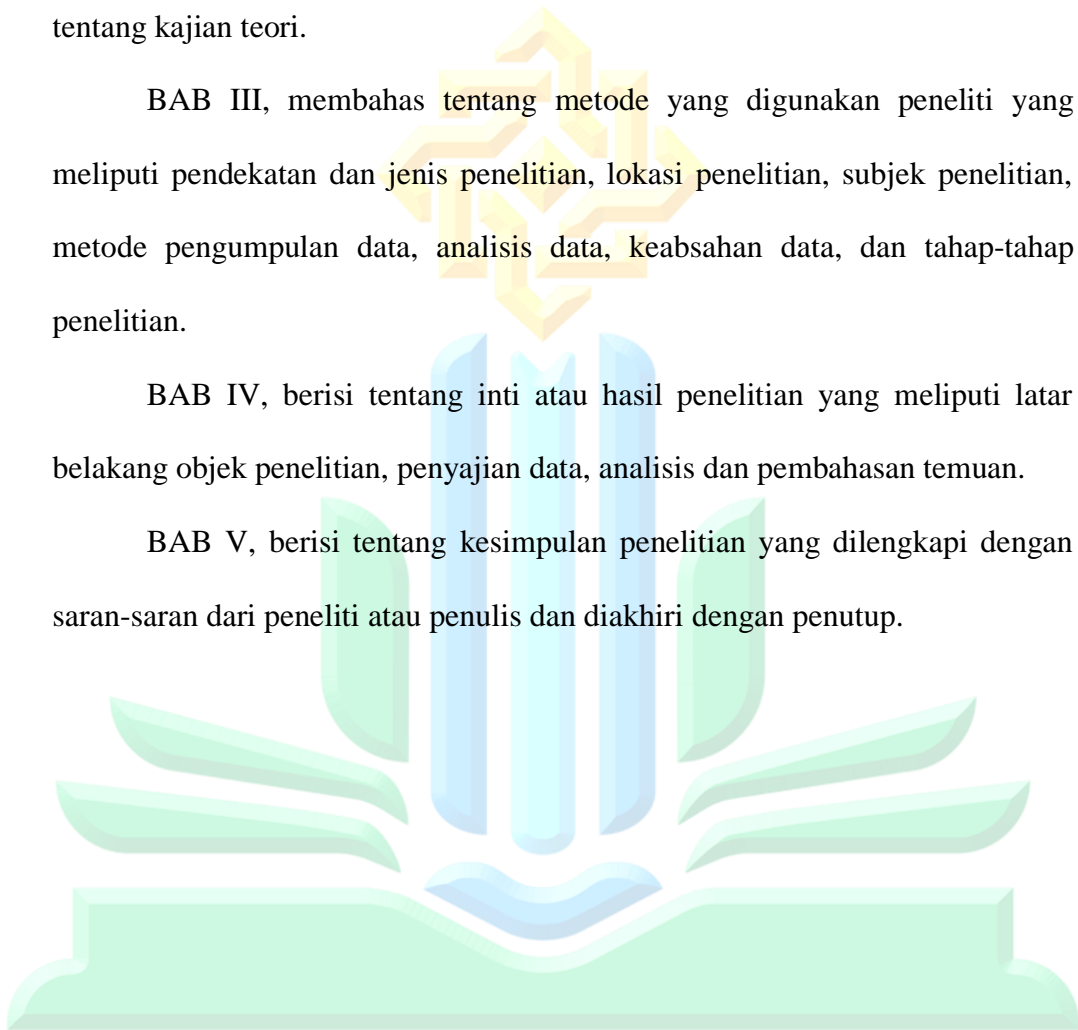 tentang kajian teori.
BAB III, membahas tentang metode yang digunakan peneliti yang
meliputi pendekatan dan jenis penelitian, lokasi penelitian, subjek penelitian,
metode pengumpulan data, analisis data, keabsahan data, dan tahap-tahap
penelitian.
BAB IV, berisi tentang inti atau hasil penelitian yang meliputi latar
belakang objek penelitian, penyajian data, analisis dan pembahasan temuan.
BAB V, berisi tentang kesimpulan penelitian yang dilengkapi dengan
saran-saran dari peneliti atau penulis dan diakhiri dengan penutup.